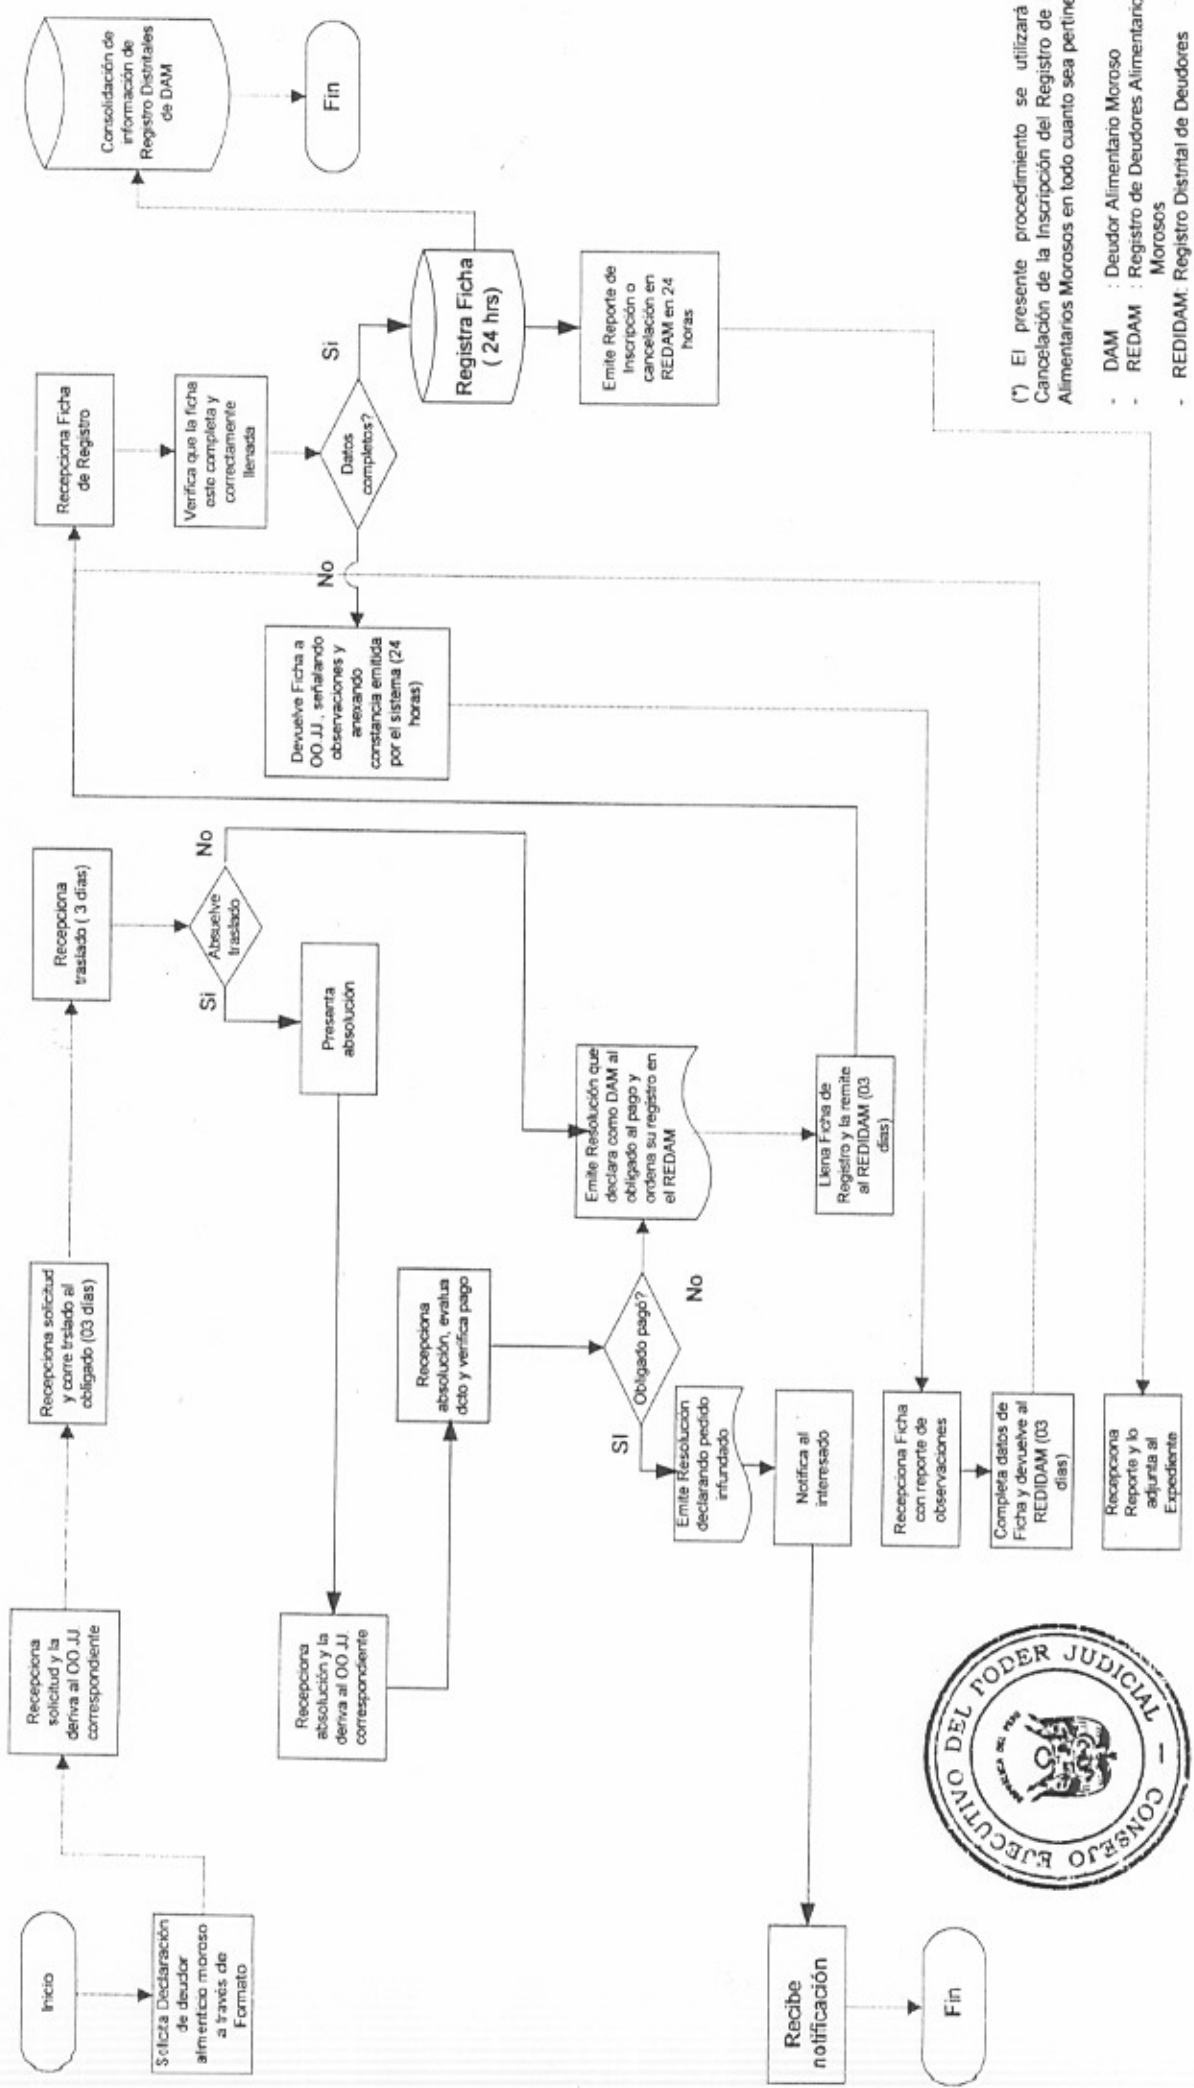 Inicio
Solicita Declaración
de deudor
alimenticio moroso
a través de
Formato
Recepciona
solicitud y la
deriva al OO.JJ.
correspondiente
Recepciona solicitud
y corre trslado al
obligado (03 días)
Recepciona
traslado ( 3 días)
Absuelve
traslado
Si
No
Presenta
absolución
Recepciona
absolución y la
deriva al OO.JJ.
correspondiente
Recepciona
absolución, evalua
dcto y verifica pago
Obligado pagó?
SI
No
Emite Resolución
declarando pedido
infundado
Notifica al
interesado
Recibe
notificación
Fin
Emite Resolución que
declara como DAM al
obligado al pago y
ordena su registro en
el REDAM
Llena Ficha de
Registro y la remite
al REDIDAM (03
días)
Recepciona Ficha
de Registro
Verifica que la ficha
este completa y
correctamente
llenada
Datos
completos?
Si
No
Devuelve Ficha a
OO.JJ., señalando
observaciones y
anexando
constancia emitida
por el sistema (24
horas)
Recepciona Ficha
con reporte de
observaciones
Completa datos de
Ficha y devuelve al
REDIDAM (03
días)
Registra Ficha
( 24 hrs)
Consolidación de
información de
Registro Distritales
de DAM
Fin
Emite Reporte de
Inscripción o
cancelación en
REDAM en 24
horas
Recepciona
Reporte y lo
adjunta al
Expediente
(*) El presente procedimiento se utilizará
Cancelación de la Inscripción del Registro de
Alimentarios Morosos en todo cuanto sea pertine
- DAM : Deudor Alimentario Moroso
- REDAM : Registro de Deudores Alimentario
Morosos
- REDIDAM: Registro Distrital de Deudores
CONSEJO EJECUTIVO DEL PODER JUDICIAL —
REPUBLICA DEL PERU